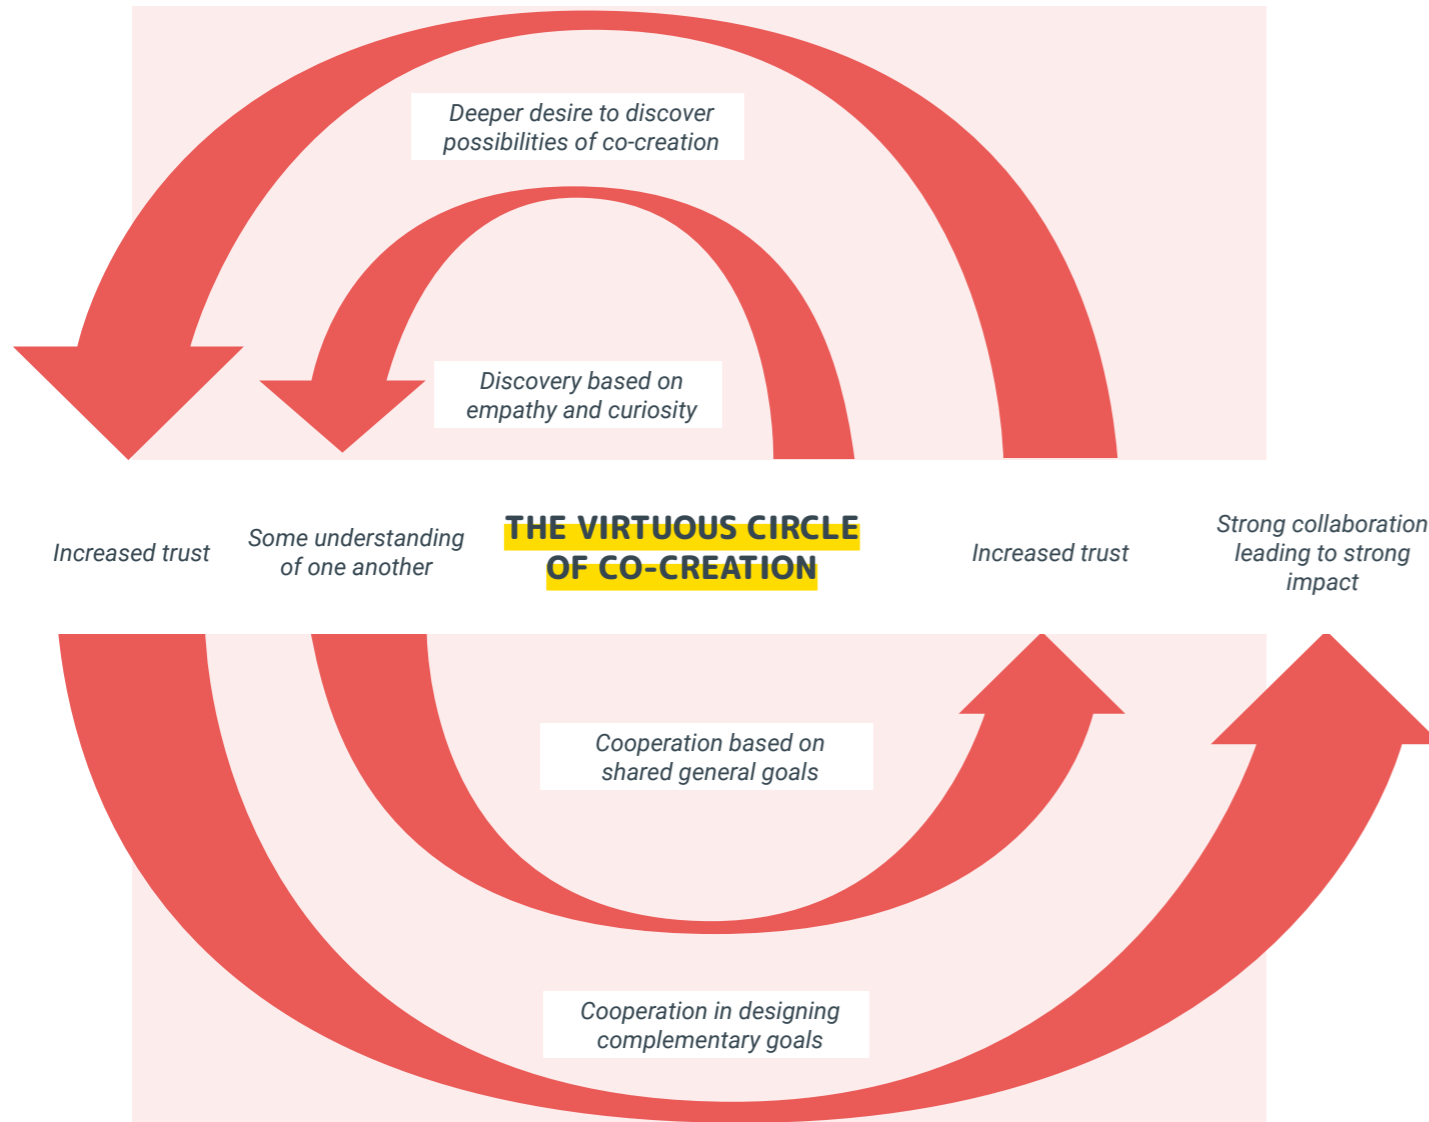 Deeper desire to discover
possibilities of co-creation
Discovery based on
empathy and curiosity
Increased trust
Some understanding
of one another
THE VIRTUOUS CIRCLE
OF CO-CREATION
Increased trust
Strong collaboration
leading to strong
impact
Cooperation based on
shared general goals
Cooperation in designing
complementary goals